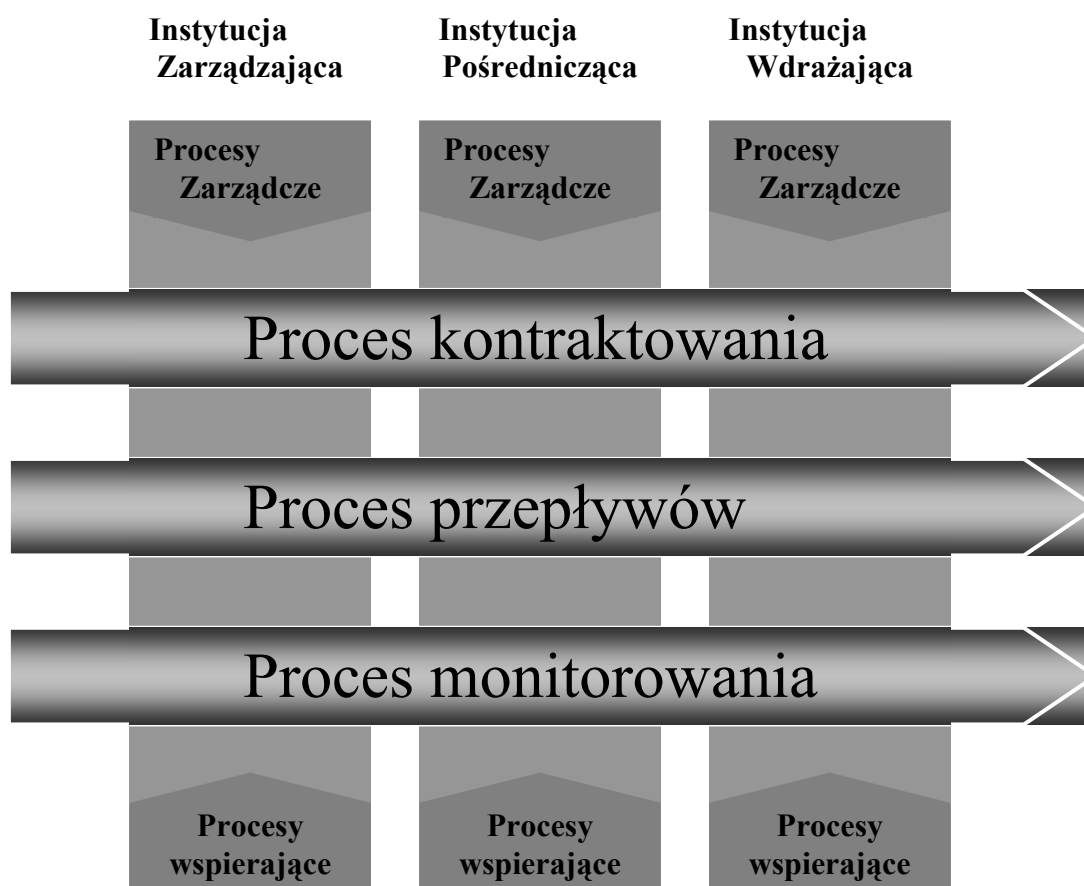 Instytucja
Zarządzająca
Instytucja
Pośrednicząca
Instytucja
Wdrażająca
Procesy
Zarządcze
Procesy
Zarządcze
Procesy
Zarządcze
Proces kontraktowania
Proces przepływów
Proces monitorowania
Procesy
wspierające
Procesy
wspierające
Procesy
wspierające